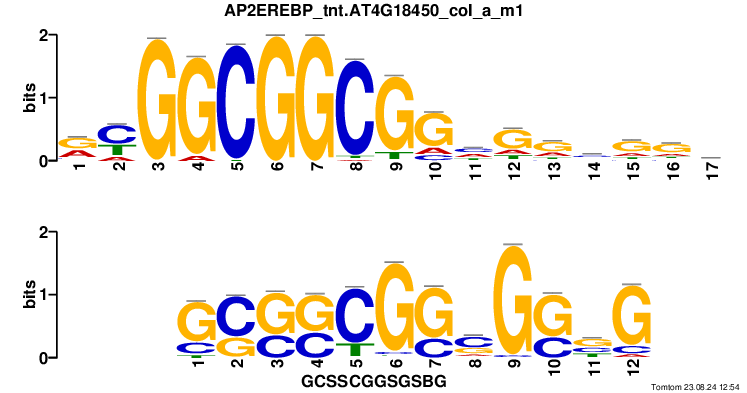 AP2EREBP_tnt.AT4G18450_col_a_m1
2
1
0
bits
1 2 3 4 5 6 7 8 9 10 11 12 13 14 15 16 17
2
1
0
bits
1 2 3 4 5 6 7 8 9 10 11 12
GCSSCGGSGSBG
Tomtom 23.08.24 12:54